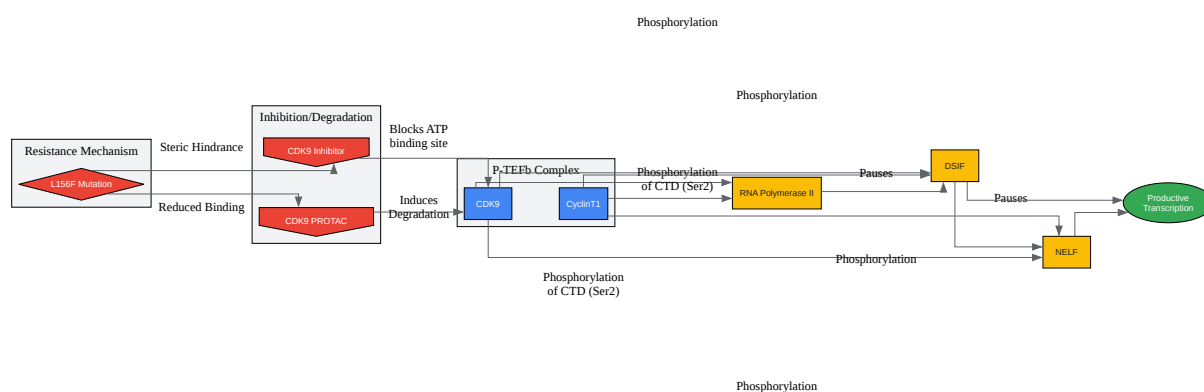 Phosphorylation
Phosphorylation
Inhibition/Degradation
Blocks ATP
binding site
Resistance Mechanism
Steric Hindrance
CDK9 Inhibitor
L156F Mutation
Reduced Binding
CDK9 PROTAC
Induces
Degradation
P-TEFb Complex
CDK9
CyclinT1
Phosphorylation
of CTD (Ser2)
RNA Polymerase II
Pauses
DSIF
Pauses
Productive
Transcription
NELF
Phosphorylation
Phosphorylation
of CTD (Ser2)
Phosphorylation